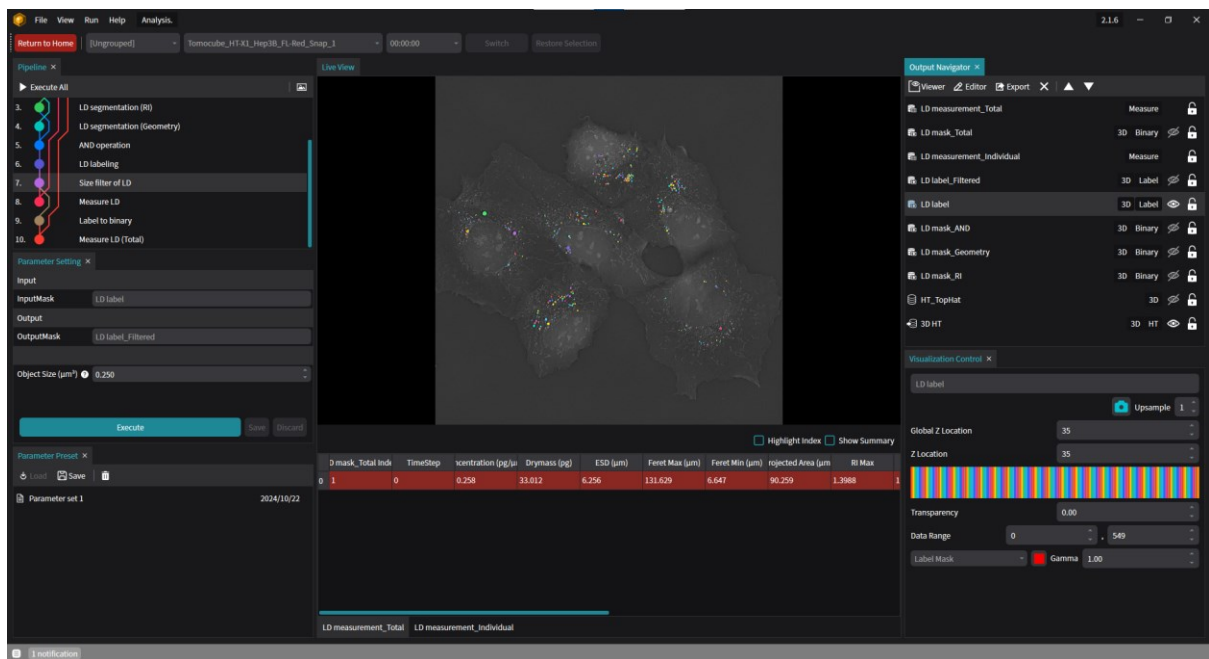 File View Run Help Analysis.
2.1.6
Return to Home [Ungrouped] Tomocube_HT-X1_Hep3B_FL-Red_Snap_1 00:00:00 Switch Restore Selection
Pipeline
Execute All
3. LD segmentation (RI)
4. LD segmentation (Geometry)
5. AND operation
6. LD labeling
7. Size filter of LD
8. Measure LD
9. Label to binary
10. Measure LD (Total)
Parameter Setting
Input
InputMask LD label
Output
OutputMask LD label_Filtered
Object Size (μm³) ? 0.250
Execute Save Discard
Parameter Preset
Load Save
Parameter set 1 2024/10/22
Live View
Highlight Index Show Summary
D mask_Total Inde TimeStep ncentration (pg/μ Drymass (pg) ESD (μm) Feret Max (μm) Feret Min (μm) rojected Area (μm RI Max
0 1 0 0.258 33.012 6.256 131.629 6.647 90.259 1.3988 1
LD measurement_Total LD measurement_Individual
Output Navigator
Viewer Editor Export
LD measurement_Total Measure
LD mask_Total 3D Binary
LD measurement_Individual Measure
LD label_Filtered 3D Label
LD label 3D Label
LD mask_AND 3D Binary
LD mask_Geometry 3D Binary
LD mask_RI 3D Binary
HT_TopHat 3D
3D HT 3D HT
Visualization Control
LD label
Upsample 1
Global Z Location 35
Z Location 35
Transparency 0.00
Data Range 0 , 549
Label Mask Gamma 1.00
1 notification